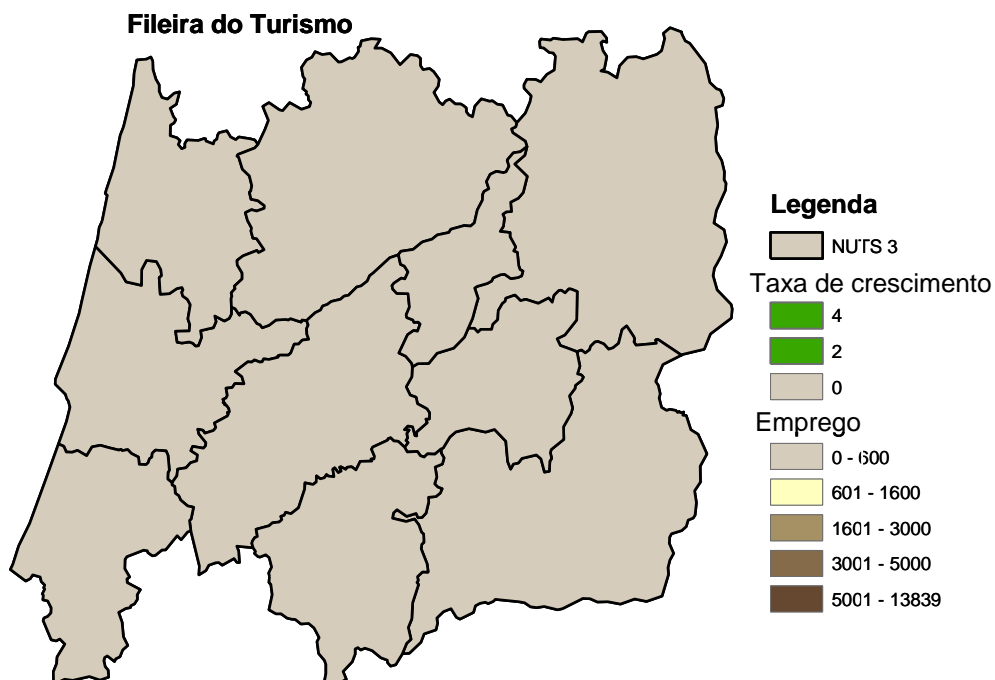 Fileira do Turismo
Legenda
NUTS 3
Taxa de crescimento
4
2
0
Emprego
0 - 600
601 - 1600
1601 - 3000
3001 - 5000
5001 - 13839